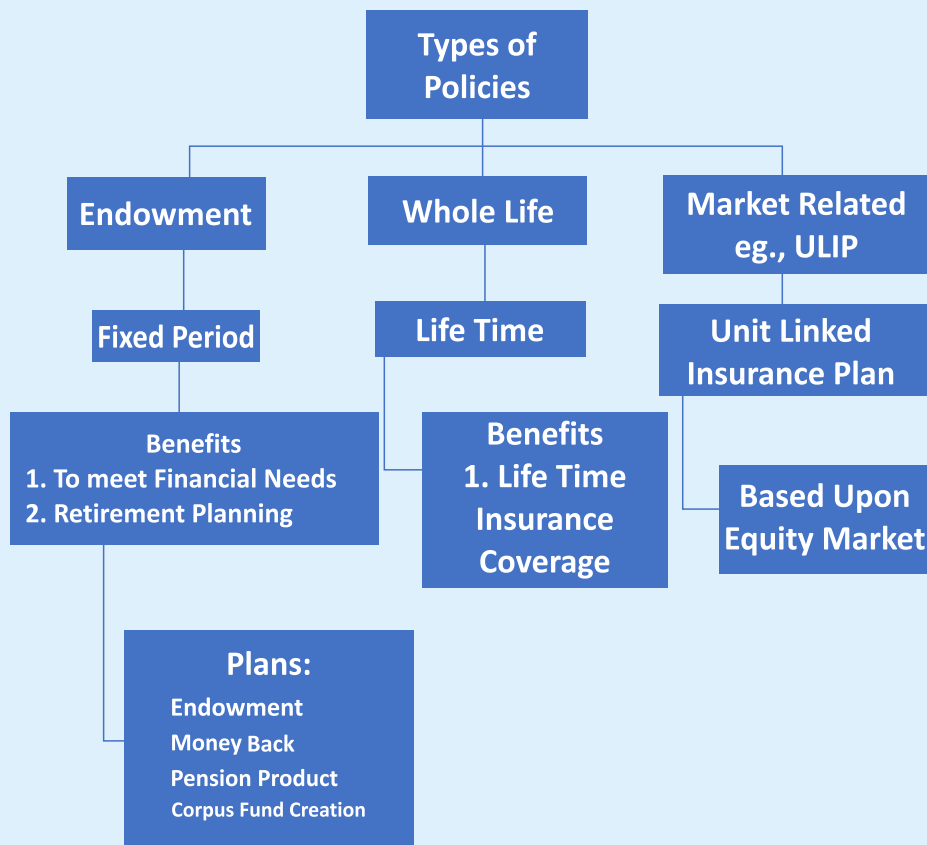 Types of
Policies
Endowment
Whole Life
Market Related
eg., ULIP
Fixed Period
Life Time
Unit Linked
Insurance Plan
Benefits
1. To meet Financial Needs
2. Retirement Planning
Benefits
1. Life Time
Insurance
Coverage
Based Upon
Equity Market
Plans:
Endowment
Money Back
Pension Product
Corpus Fund Creation